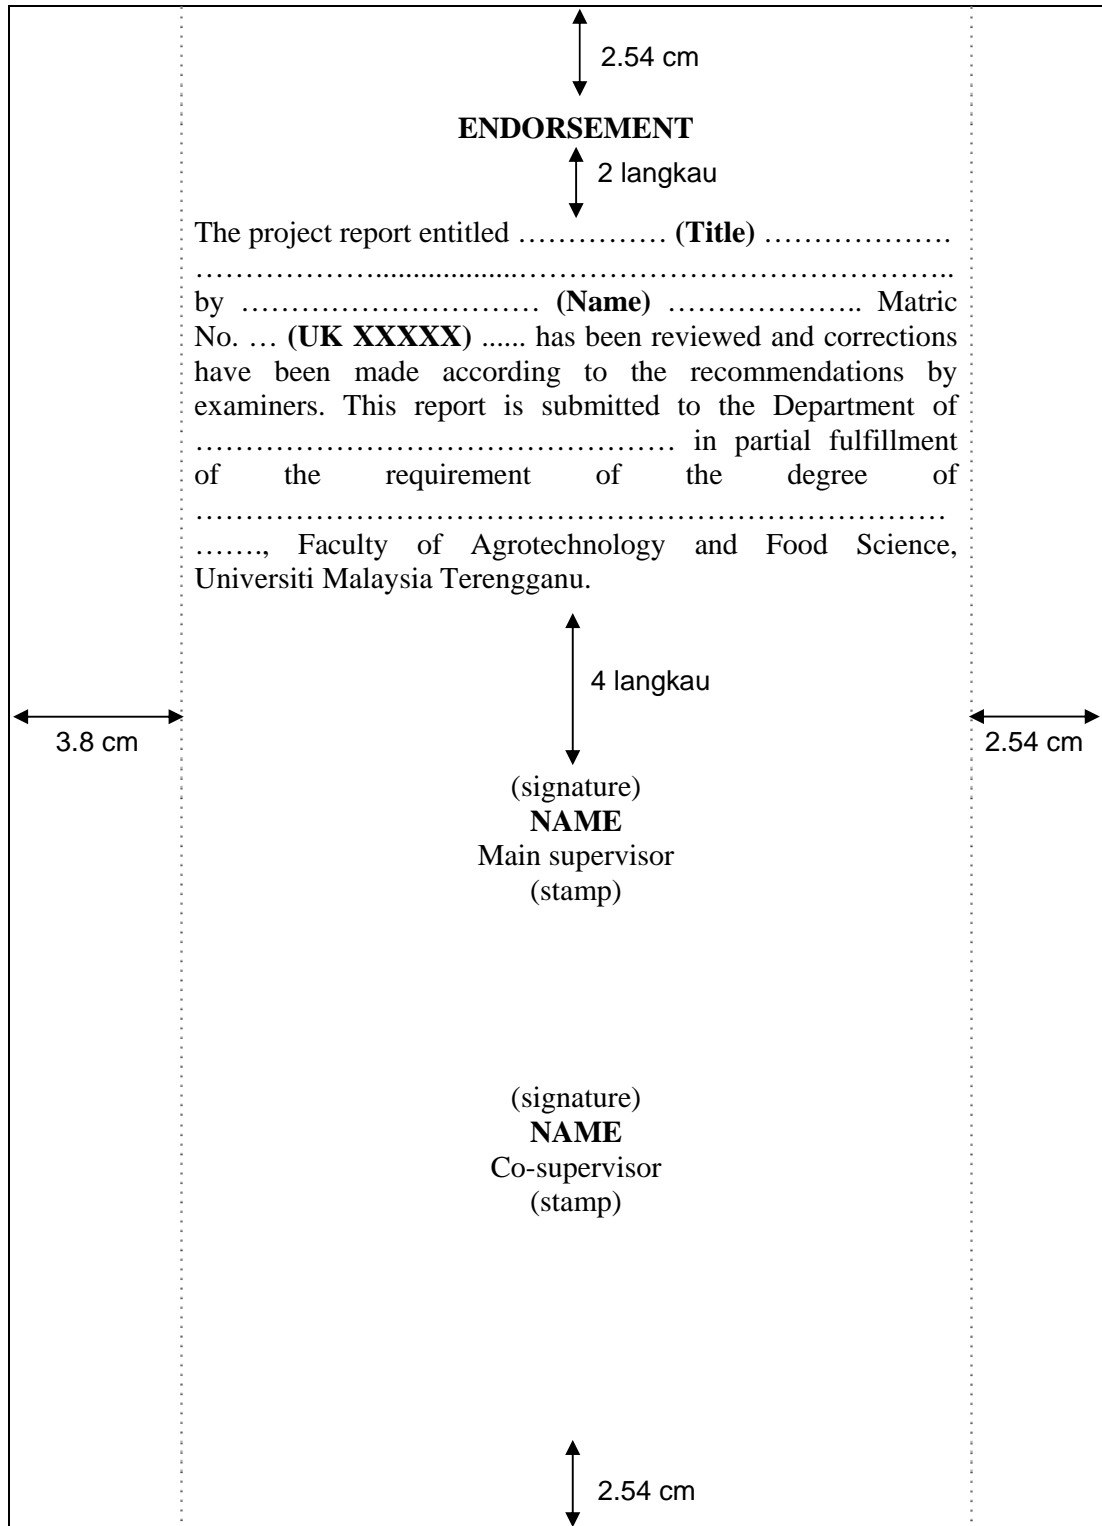 2.54 cm
ENDORSEMENT
2 langkau
The project report entitled …………… (Title) ……………….
………………...................……………………………………..
by ………………………… (Name) ……………….. Matric
No. … (UK XXXXX) ...... has been reviewed and corrections
have been made according to the recommendations by
examiners. This report is submitted to the Department of
………………………………………… in partial fulfillment
of the requirement of the degree of
…………………………………………………………………
……., Faculty of Agrotechnology and Food Science,
Universiti Malaysia Terengganu.
4 langkau
3.8 cm
2.54 cm
(signature)
NAME
Main supervisor
(stamp)
(signature)
NAME
Co-supervisor
(stamp)
2.54 cm